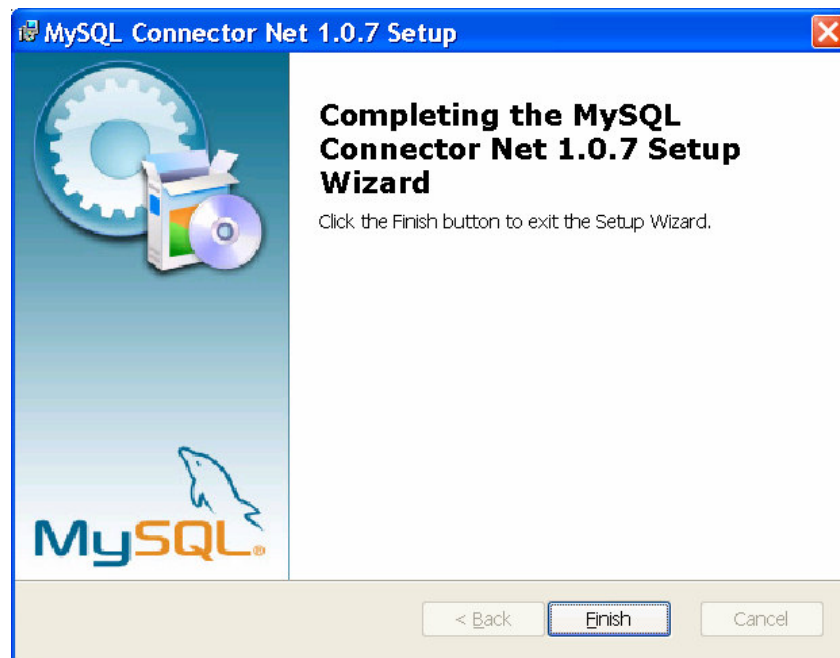 MySQL Connector Net 1.0.7 Setup
Completing the MySQL
Connector Net 1.0.7 Setup
Wizard
Click the Finish button to exit the Setup Wizard.
MySQL®
< Back
Finish
Cancel